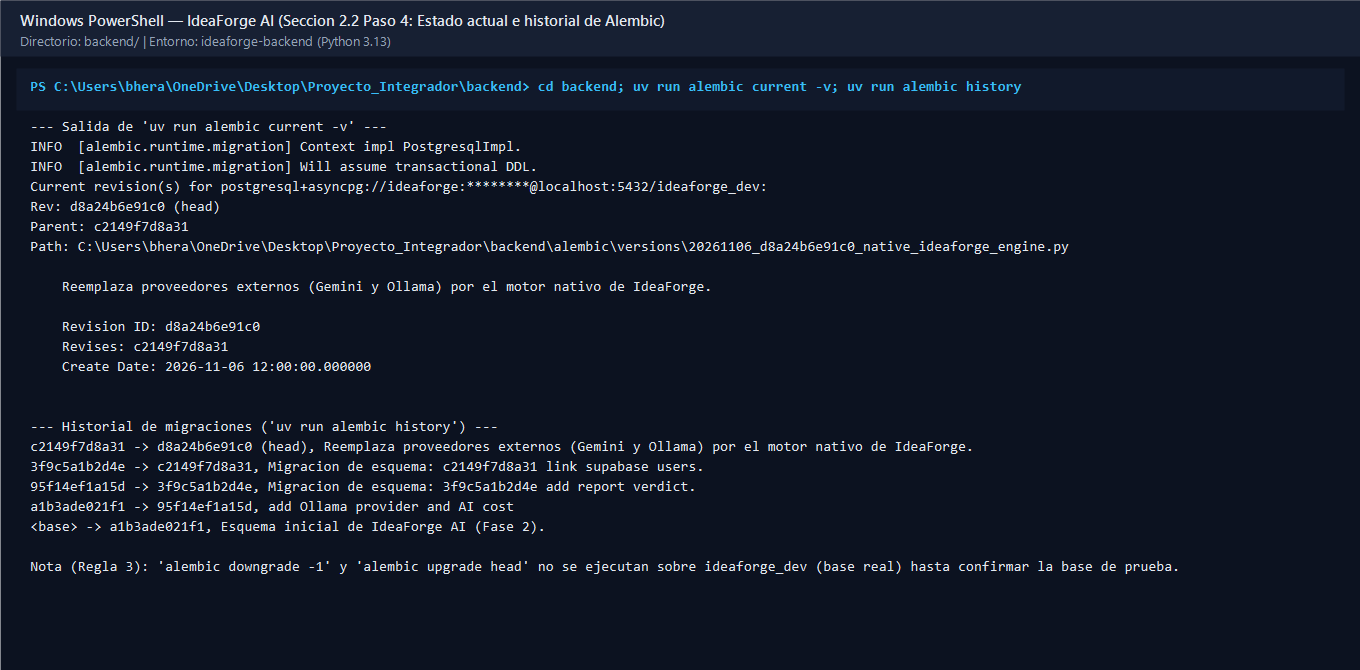 Windows PowerShell — IdeaForge AI (Seccion 2.2 Paso 4: Estado actual e historial de Alembic)
Directorio: backend/ | Entorno: ideaforge-backend (Python 3.13)
PS C:\Users\bhera\OneDrive\Desktop\Proyecto_Integrador\backend> cd backend; uv run alembic current -v; uv run alembic history
--- Salida de 'uv run alembic current -v' ---
INFO  [alembic.runtime.migration] Context impl PostgresqlImpl.
INFO  [alembic.runtime.migration] Will assume transactional DDL.
Current revision(s) for postgresql+asyncpg://ideaforge:********@localhost:5432/ideaforge_dev:
Rev: d8a24b6e91c0 (head)
Parent: c2149f7d8a31
Path: C:\Users\bhera\OneDrive\Desktop\Proyecto_Integrador\backend\alembic\versions\20261106_d8a24b6e91c0_native_ideaforge_engine.py
Reemplaza proveedores externos (Gemini y Ollama) por el motor nativo de IdeaForge.
Revision ID: d8a24b6e91c0
Revises: c2149f7d8a31
Create Date: 2026-11-06 12:00:00.000000
--- Historial de migraciones ('uv run alembic history') ---
c2149f7d8a31 -> d8a24b6e91c0 (head), Reemplaza proveedores externos (Gemini y Ollama) por el motor nativo de IdeaForge.
3f9c5a1b2d4e -> c2149f7d8a31, Migracion de esquema: c2149f7d8a31 link supabase users.
95f14ef1a15d -> 3f9c5a1b2d4e, Migracion de esquema: 3f9c5a1b2d4e add report verdict.
a1b3ade021f1 -> 95f14ef1a15d, add Ollama provider and AI cost
<base> -> a1b3ade021f1, Esquema inicial de IdeaForge AI (Fase 2).
Nota (Regla 3): 'alembic downgrade -1' y 'alembic upgrade head' no se ejecutan sobre ideaforge_dev (base real) hasta confirmar la base de prueba.